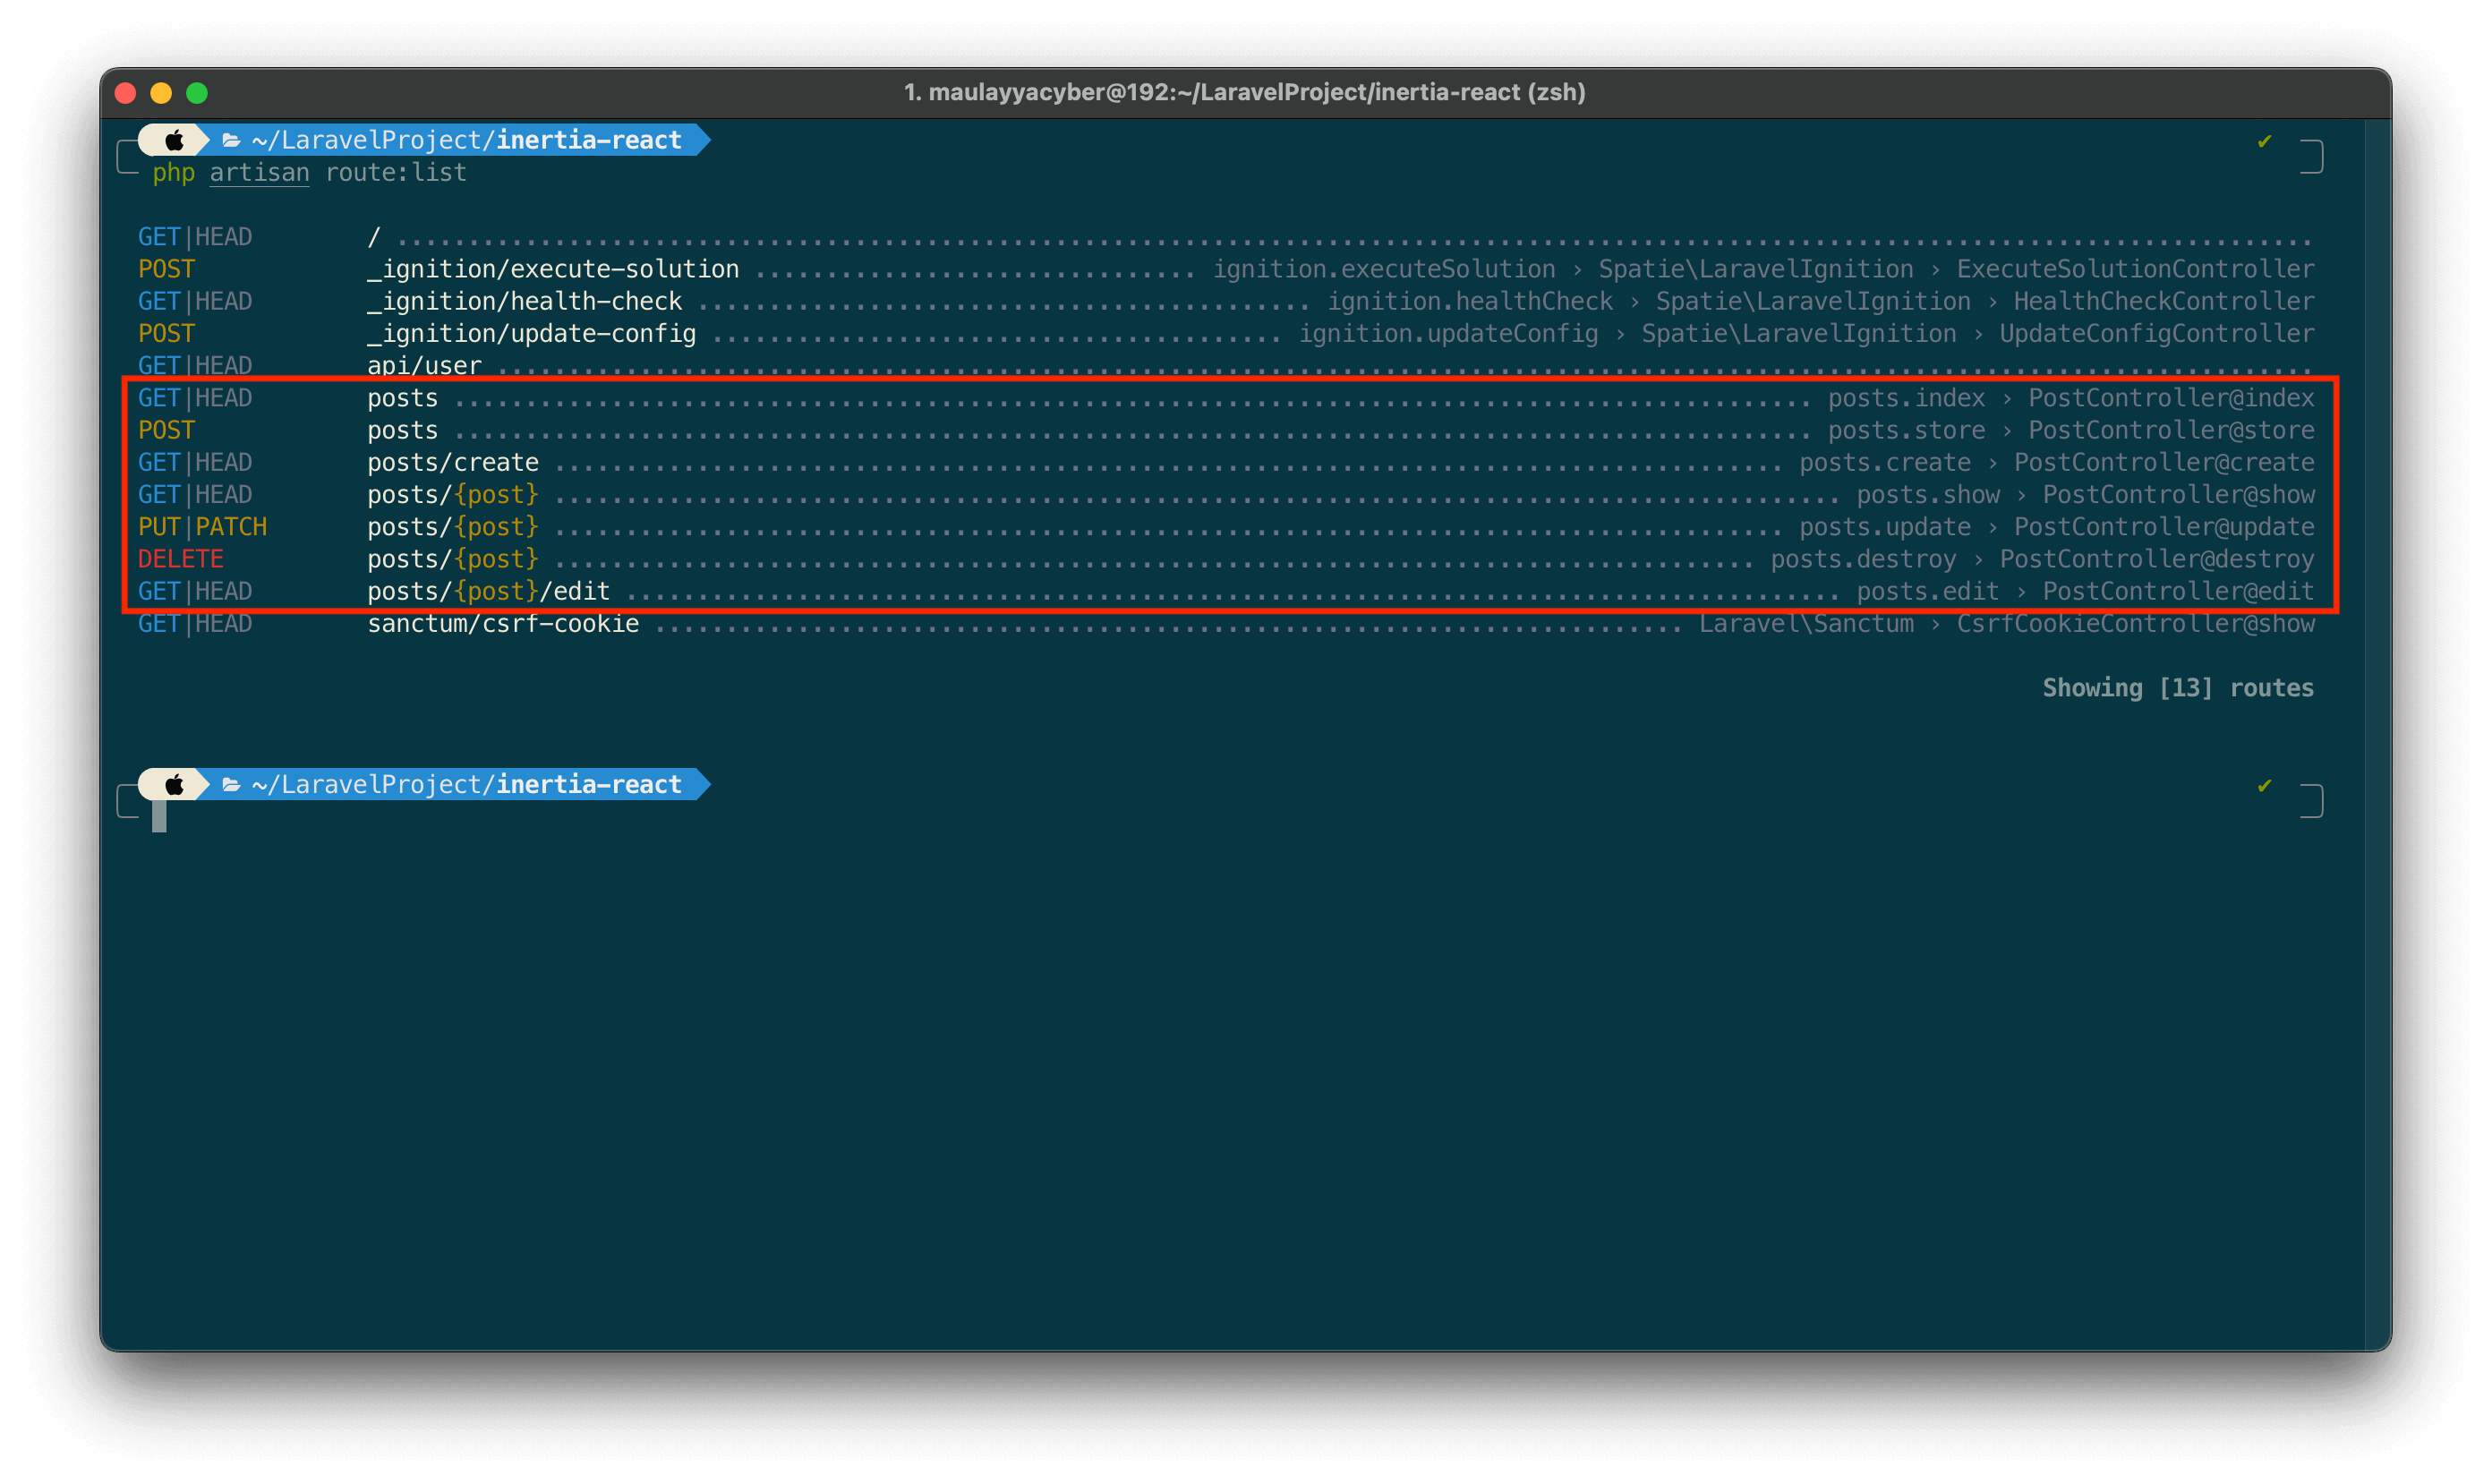 1. maulayyacyber@192:~/LaravelProject/inertia-react (zsh)
~/LaravelProject/inertia-react ✔
php artisan route:list
GET|HEAD / ........................................................................................................................................
POST _ignition/execute-solution ............................... ignition.executeSolution › Spatie\LaravelIgnition › ExecuteSolutionController
GET|HEAD _ignition/health-check ........................................... ignition.healthCheck › Spatie\LaravelIgnition › HealthCheckController
POST _ignition/update-config ........................................ ignition.updateConfig › Spatie\LaravelIgnition › UpdateConfigController
GET|HEAD api/user ...............................................................................................................................
GET|HEAD posts ............................................................................................... posts.index › PostController@index
POST posts ............................................................................................... posts.store › PostController@store
GET|HEAD posts/create ...................................................................................... posts.create › PostController@create
GET|HEAD posts/{post} .......................................................................................... posts.show › PostController@show
PUT|PATCH posts/{post} ...................................................................................... posts.update › PostController@update
DELETE posts/{post} .................................................................................... posts.destroy › PostController@destroy
GET|HEAD posts/{post}/edit ..................................................................................... posts.edit › PostController@edit
GET|HEAD sanctum/csrf-cookie ........................................................................ Laravel\Sanctum › CsrfCookieController@show
Showing [13] routes
~/LaravelProject/inertia-react ✔